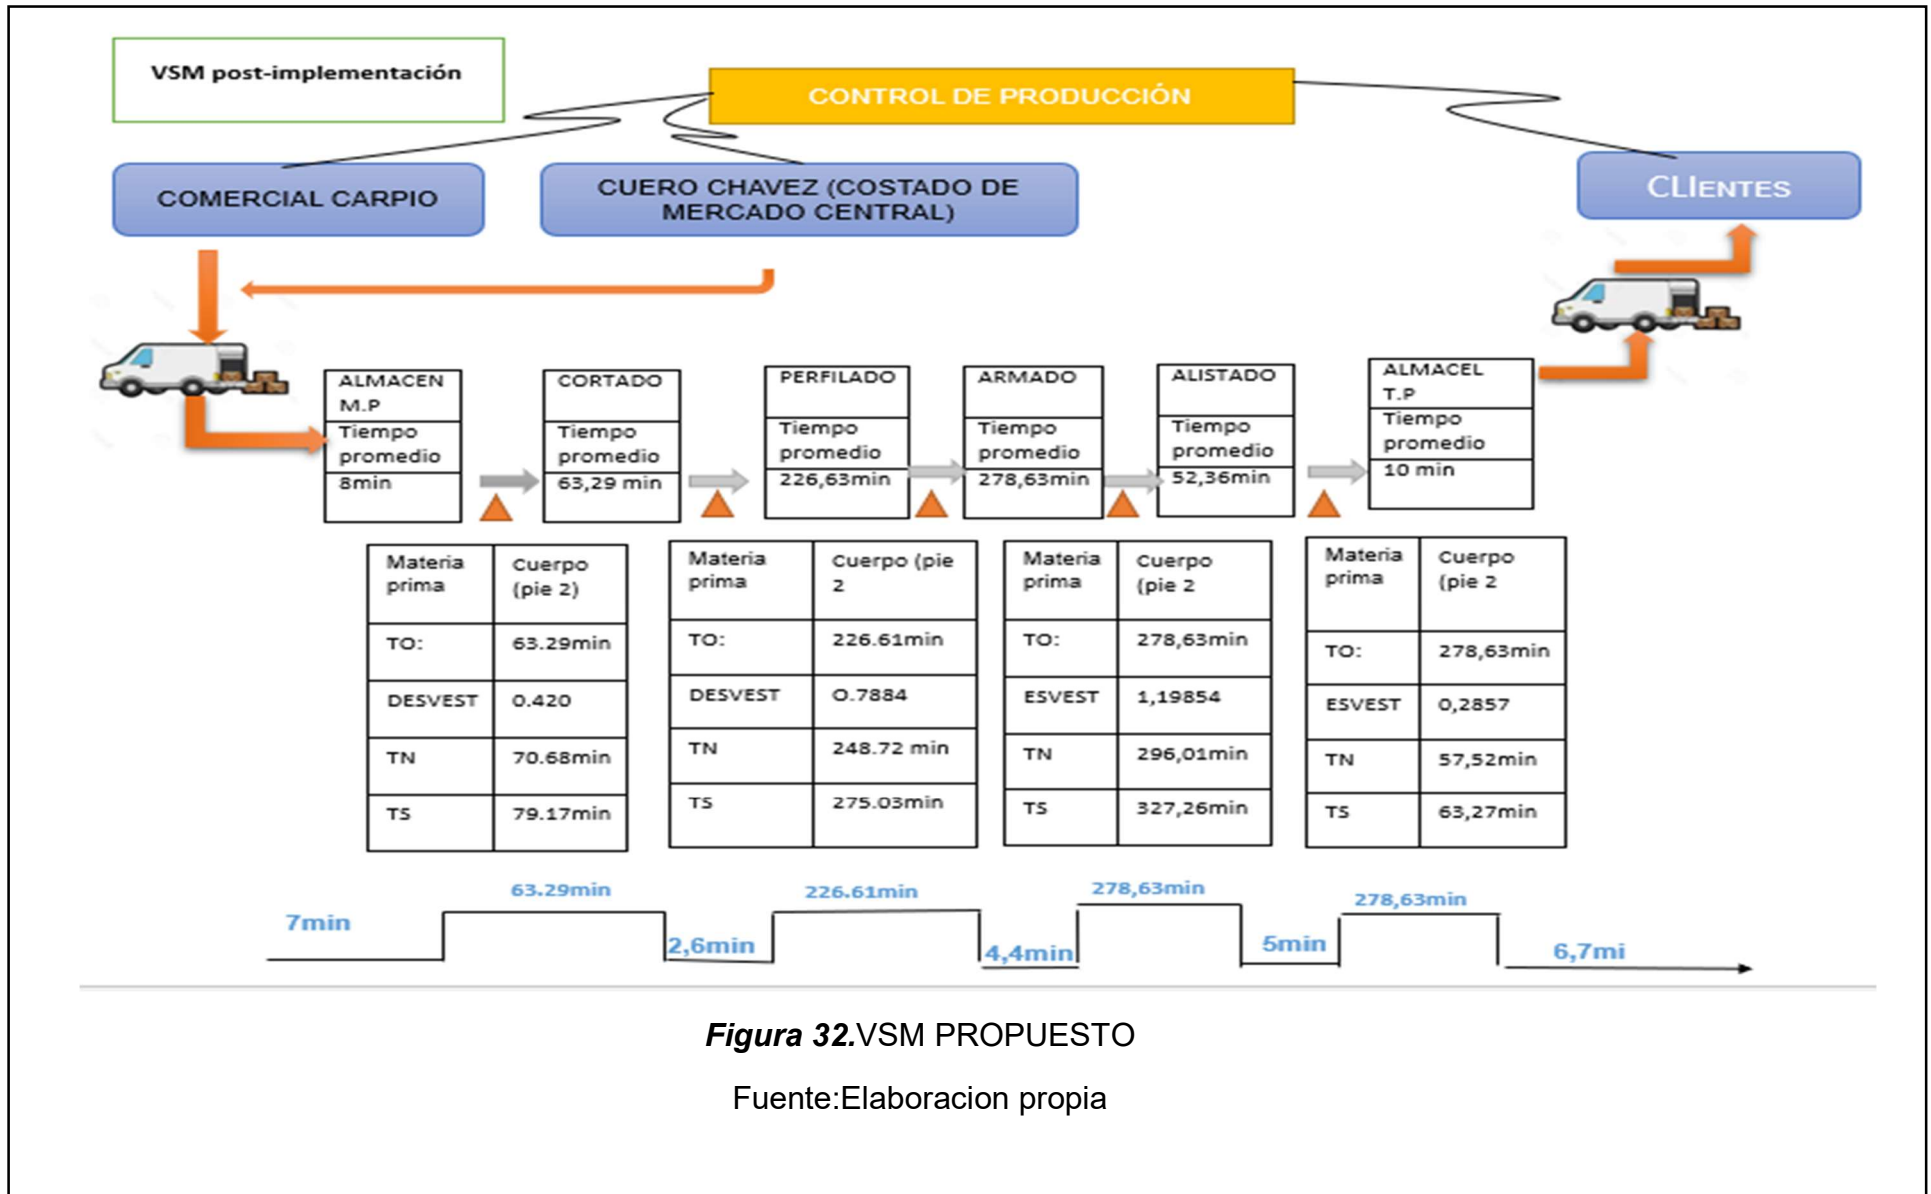 VSM post-implementación
CONTROL DE PRODUCCIÓN
COMERCIAL CARPIO
CUERO CHAVEZ (COSTADO DE
MERCADO CENTRAL)
CLIENTES
ALMACEN
M.P
Tiempo
promedio
8min
CORTADO
Tiempo
promedio
63,29 min
PERFILADO
Tiempo
promedio
226,63min
ARMADO
Tiempo
promedio
278,63min
ALISTADO
Tiempo
promedio
52,36min
ALMACEL
T.P
Tiempo
promedio
10 min
Materia
prima
Cuerpo
(pie 2)
TO:
63.29min
DESVEST
0.420
TN
70.68min
TS
79.17min
Materia
prima
Cuerpo (pie
2
TO:
226.61min
DESVEST
0.7884
TN
248.72 min
TS
275.03min
Materia
prima
Cuerpo
(pie 2
TO:
278,63min
ESVEST
1,19854
TN
296,01min
TS
327,26min
Materia
prima
Cuerpo
(pie 2
TO:
278,63min
ESVEST
0,2857
TN
57,52min
TS
63,27min
7min
63.29min
2,6min
226.61min
4,4min
278,63min
5min
278,63min
6,7mi
Figura 32.VSM PROPUESTO
Fuente:Elaboracion propia